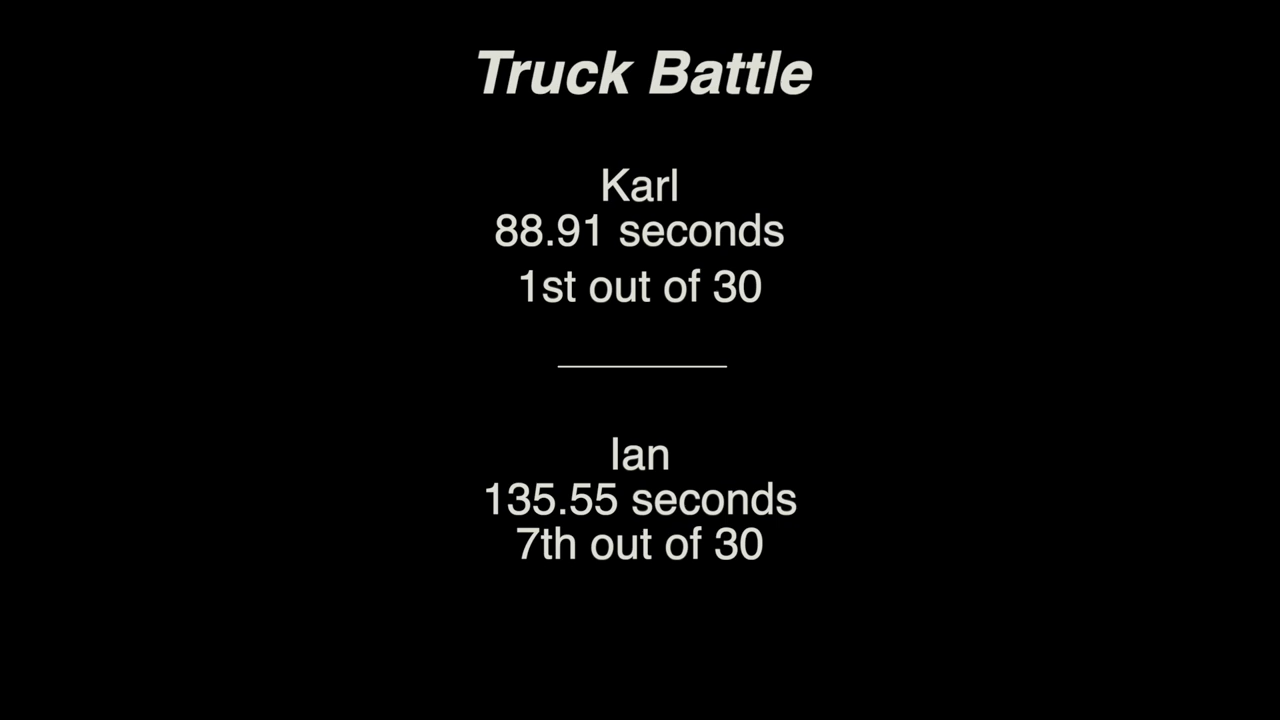 Truck Battle
Karl
88.91 seconds
1st out of 30
Ian
135.55 seconds
7th out of 30